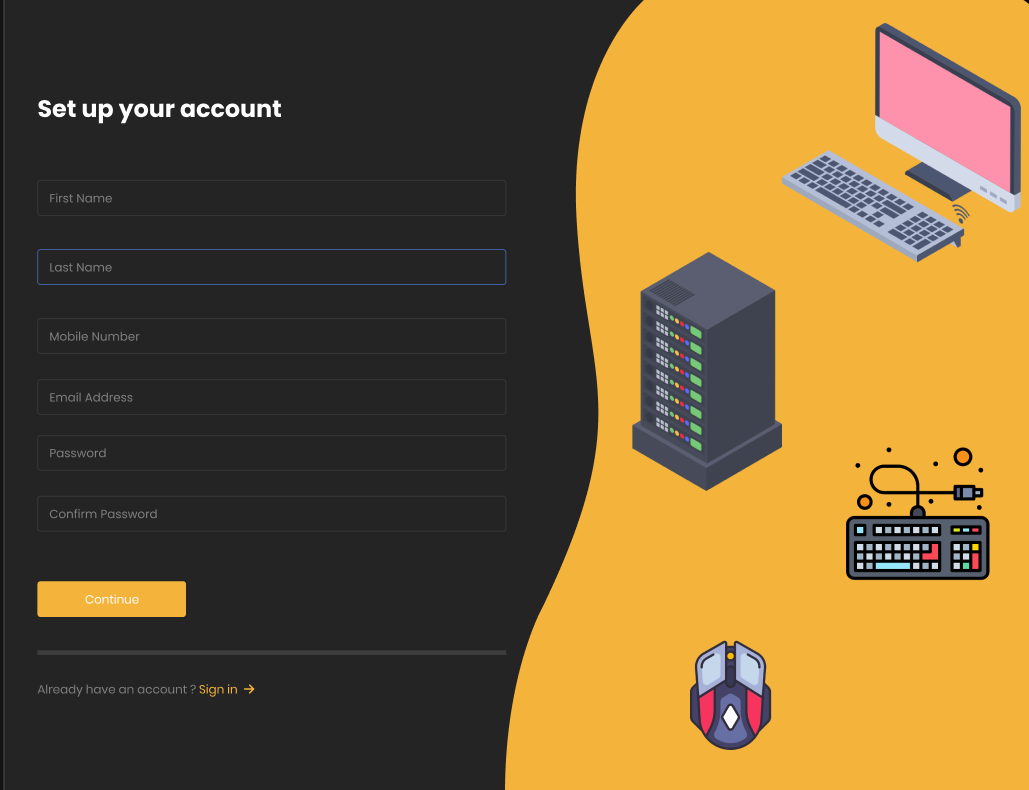 Set up your account
First Name
Last Name
Mobile Number
Email Address
Password
Confirm Password
Continue
Already have an account ? Sign in →